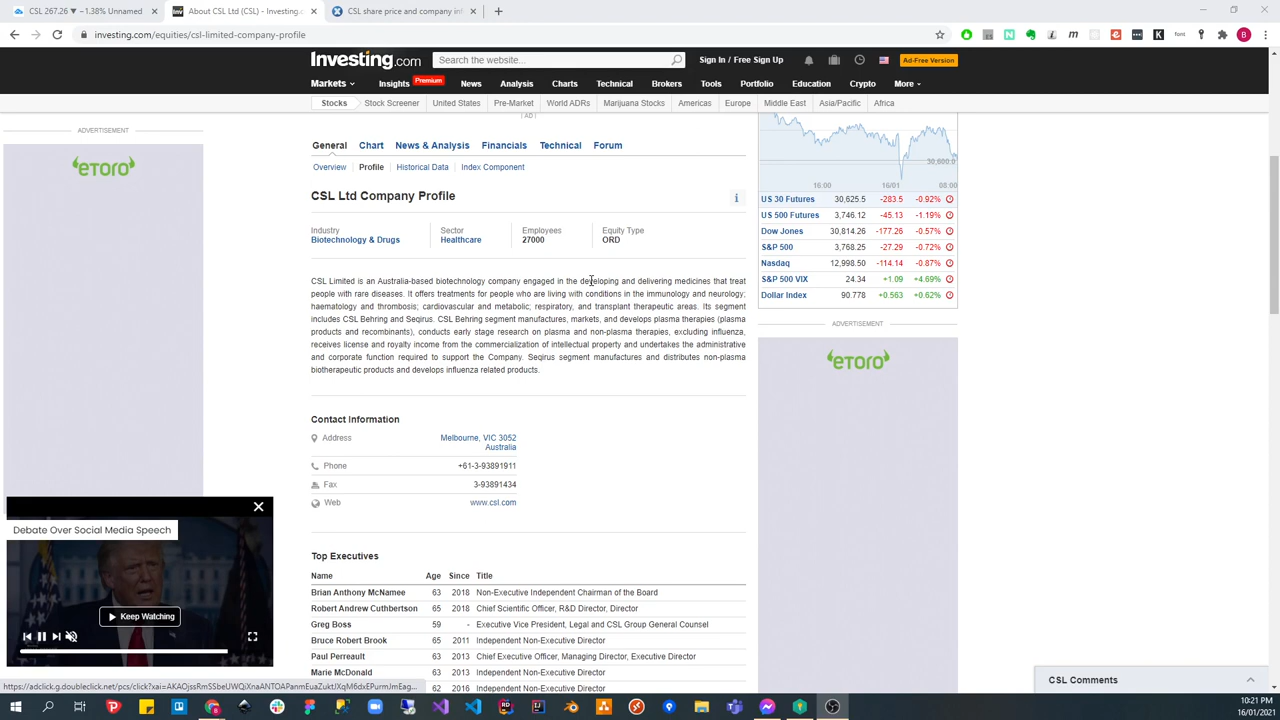 CSL 267.26 ▼ −1.38% Unnamed
About CSL Ltd (CSL) - Investing.c
CSL share price and company inf
investing.com/equities/csl-limited-company-profile
Investing.com
Search the website...
Sign In / Free Sign Up
Ad-Free Version
Markets
Insights
Premium
News
Analysis
Charts
Technical
Brokers
Tools
Portfolio
Education
Crypto
More
Stocks
Stock Screener
United States
Pre-Market
World ADRs
Marijuana Stocks
Americas
Europe
Middle East
Asia/Pacific
Africa
ADVERTISEMENT
etoro
[ AD ]
General
Chart
News & Analysis
Financials
Technical
Forum
Overview
Profile
Historical Data
Index Component
CSL Ltd Company Profile
Industry
Biotechnology & Drugs
Sector
Healthcare
Employees
27000
Equity Type
ORD
CSL Limited is an Australia-based biotechnology company engaged in the developing and delivering medicines that treat
people with rare diseases. It offers treatments for people who are living with conditions in the immunology and neurology;
haematology and thrombosis; cardiovascular and metabolic; respiratory, and transplant therapeutic areas. Its segment
includes CSL Behring and Seqirus. CSL Behring segment manufactures, markets, and develops plasma therapies (plasma
products and recombinants), conducts early stage research on plasma and non-plasma therapies, excluding influenza,
receives license and royalty income from the commercialization of intellectual property and undertakes the administrative
and corporate function required to support the Company. Seqirus segment manufactures and distributes non-plasma
biotherapeutic products and develops influenza related products.
Contact Information
Address
Melbourne, VIC 3052
Australia
Phone
+61-3-93891911
Fax
3-93891434
Web
www.csl.com
Top Executives
Name Age Since Title
Brian Anthony McNamee 63 2018 Non-Executive Independent Chairman of the Board
Robert Andrew Cuthbertson 65 2018 Chief Scientific Officer, R&D Director, Director
Greg Boss 59 - Executive Vice President, Legal and CSL Group General Counsel
Bruce Robert Brook 65 2011 Independent Non-Executive Director
Paul Perreault 63 2013 Chief Executive Officer, Managing Director, Executive Director
Marie McDonald 63 2013 Independent Non-Executive Director
62 2016 Independent Non-Executive Director
30,600.0
16:00 16/01 08:00
US 30 Futures 30,625.5 -283.5 -0.92%
US 500 Futures 3,746.12 -45.13 -1.19%
Dow Jones 30,814.26 -177.26 -0.57%
S&P 500 3,768.25 -27.29 -0.72%
Nasdaq 12,998.50 -114.14 -0.87%
S&P 500 VIX 24.34 +1.09 +4.69%
Dollar Index 90.778 +0.563 +0.62%
ADVERTISEMENT
etoro
Debate Over Social Media Speech
Keep Watching
https://adclick.g.doubleclick.net/pcs/click?xai=AKAOjssRmSSbeUWQiXnaANTOAPanmEuaZuktJXqM6dxEPurmJmEag...
CSL Comments
10:21 PM
16/01/2021